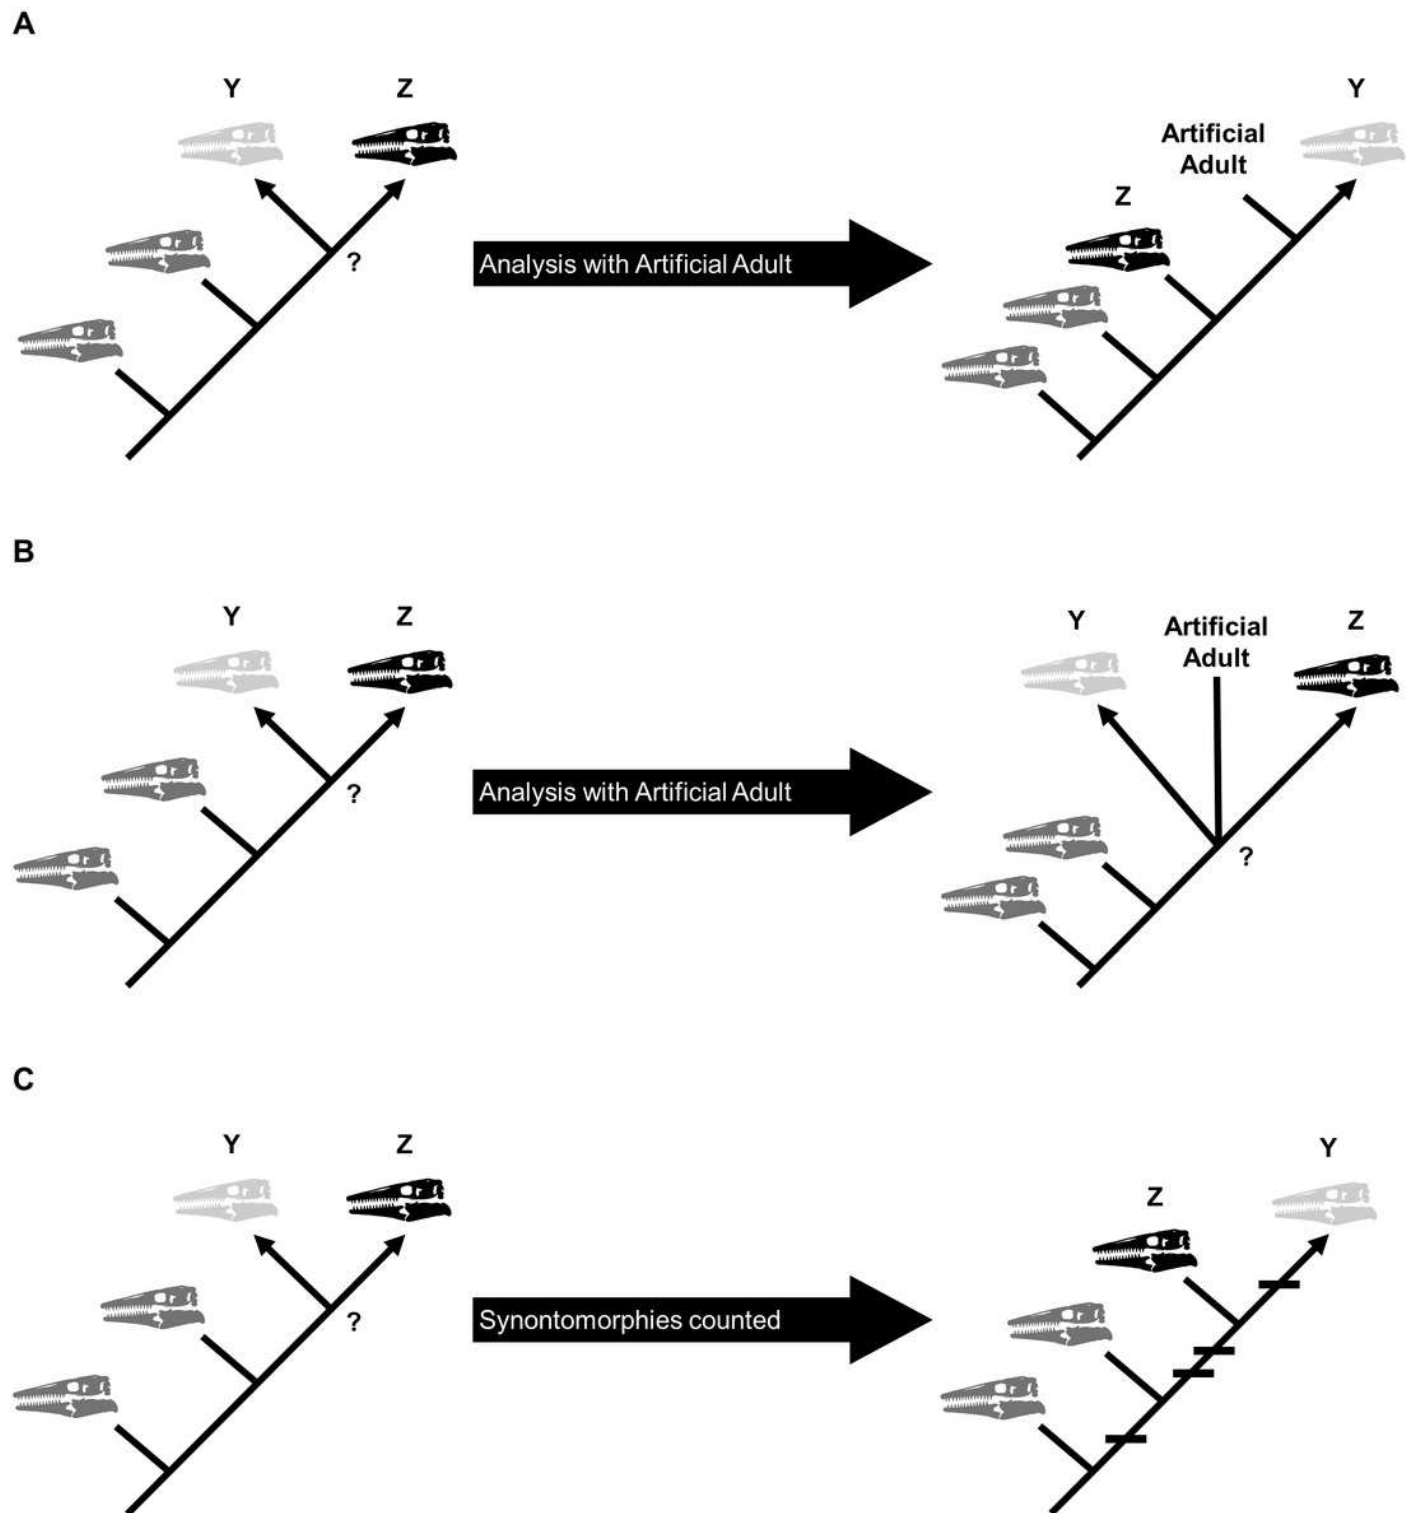 A
Y
Z
?
Analysis with Artificial Adult
Z
Artificial
Adult
Y
B
Y
Z
?
Analysis with Artificial Adult
Y
Artificial
Adult
Z
?
C
Y
Z
?
Synontomorphies counted
Z
Y